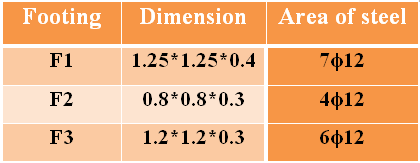 Footing Dimension Area of steel
F1 1.25*1.25*0.4 7ϕ12
F2 0.8*0.8*0.3 4ϕ12
F3 1.2*1.2*0.3 6ϕ12